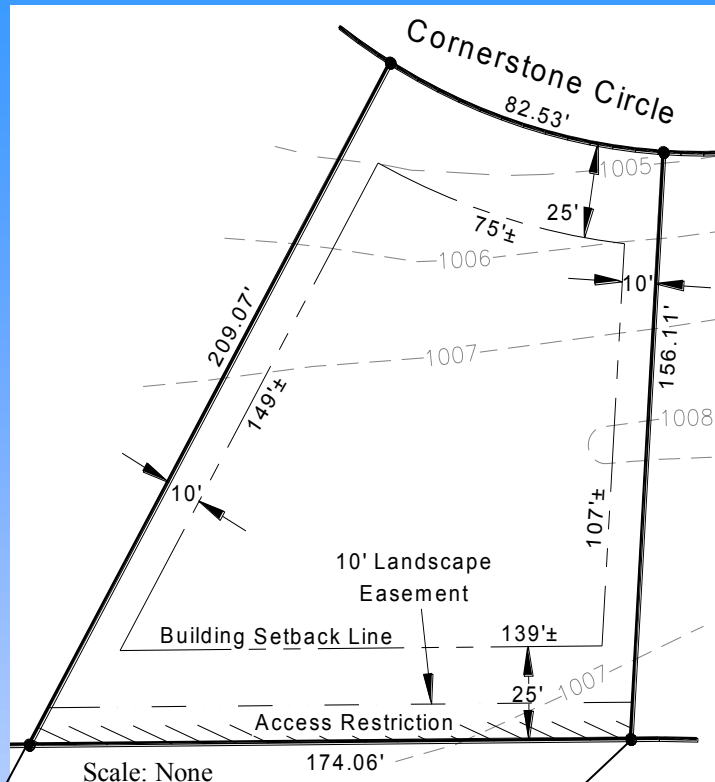 Cornerstone Circle
82.53'
1005
25'
75'±
1006
10'
209.07'
1007
156.11'
149'±
1008
10'
107'±
10' Landscape
Easement
Building Setback Line
139'±
25'
1007
Access Restriction
174.06'
Scale: None